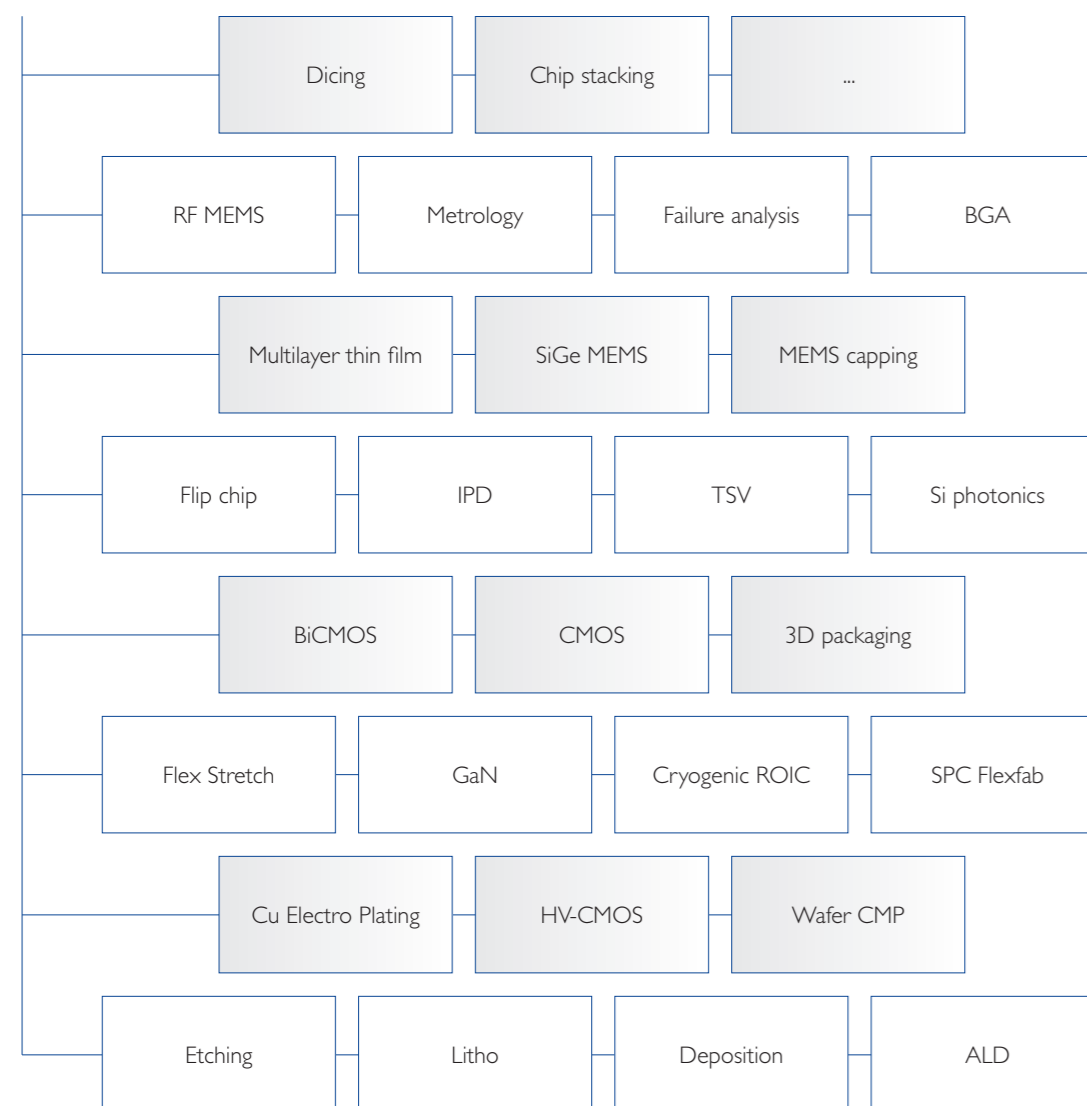 Dicing
Chip stacking
...
RF MEMS
Metrology
Failure analysis
BGA
Multilayer thin film
SiGe MEMS
MEMS capping
Flip chip
IPD
TSV
Si photonics
BiCMOS
CMOS
3D packaging
Flex Stretch
GaN
Cryogenic ROIC
SPC Flexfab
Cu Electro Plating
HV-CMOS
Wafer CMP
Etching
Litho
Deposition
ALD